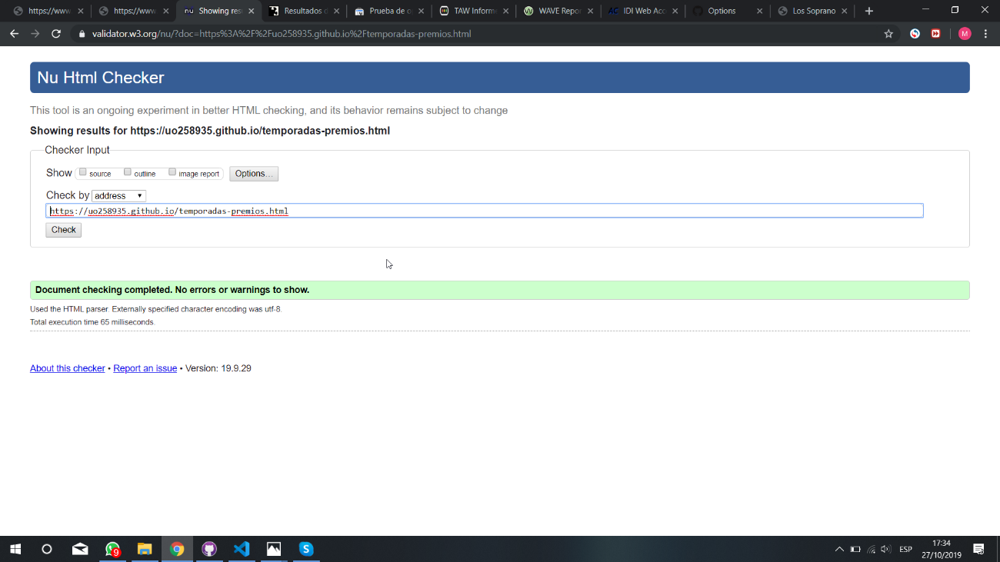 https://www
https://www
Showing res
Resultados d
Prueba de op
TAW Inform
WAVE Repor
IDI Web Acc
Options
Los Soprano
validator.w3.org/nu/?doc=https%3A%2F%2Fuo258935.github.io%2Ftemporadas-premios.html
M
Nu Html Checker
This tool is an ongoing experiment in better HTML checking, and its behavior remains subject to change
Showing results for https://uo258935.github.io/temporadas-premios.html
Checker Input
Show source outline image report Options...
Check by address
https://uo258935.github.io/temporadas-premios.html
Check
Document checking completed. No errors or warnings to show.
Used the HTML parser. Externally specified character encoding was utf-8.
Total execution time 65 milliseconds.
About this checker • Report an issue • Version: 19.9.29
9
ESP
17:34
27/10/2019